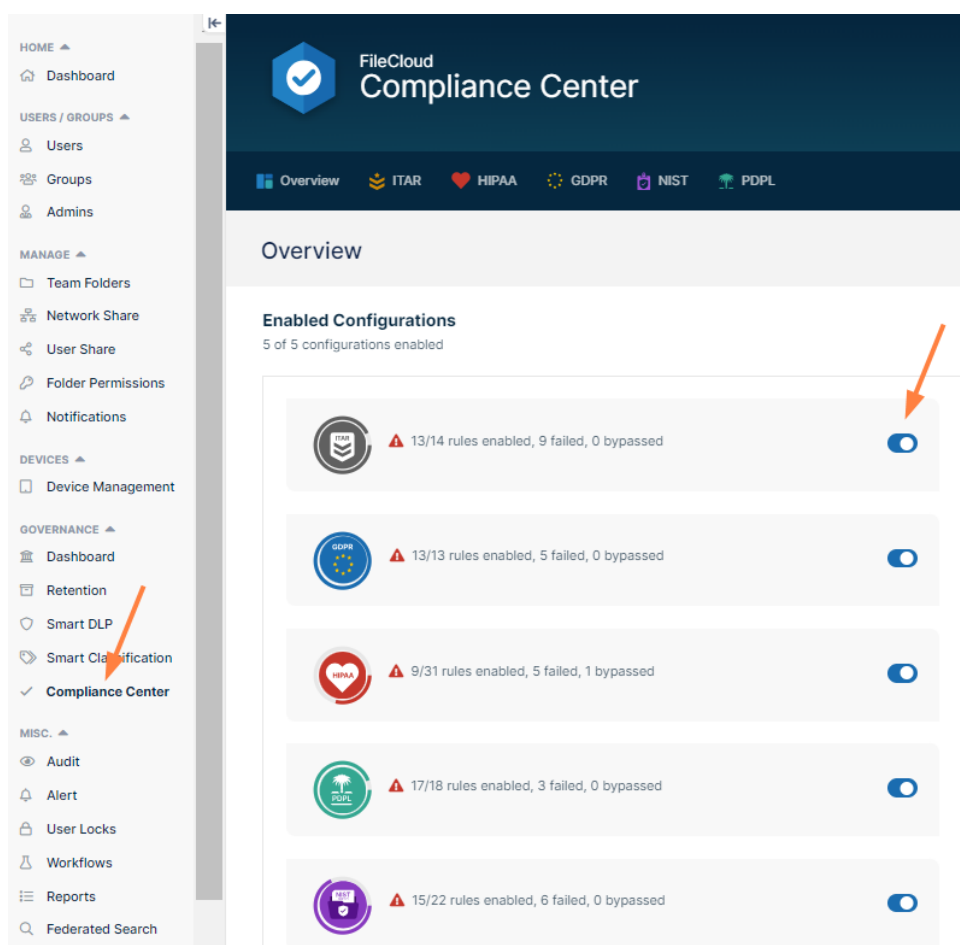 HOME
Dashboard
USERS / GROUPS
Users
Groups
Admins
MANAGE
Team Folders
Network Share
User Share
Folder Permissions
Notifications
DEVICES
Device Management
GOVERNANCE
Dashboard
Retention
Smart DLP
Smart Classification
Compliance Center
MISC.
Audit
Alert
User Locks
Workflows
Reports
Federated Search
FileCloud
Compliance Center
Overview ITAR HIPAA GDPR NIST PDPL
Overview
Enabled Configurations
5 of 5 configurations enabled
ITAR
13/14 rules enabled, 9 failed, 0 bypassed
GDPR
13/13 rules enabled, 5 failed, 0 bypassed
HIPAA
9/31 rules enabled, 5 failed, 1 bypassed
PDPL
17/18 rules enabled, 3 failed, 0 bypassed
NIST
15/22 rules enabled, 6 failed, 0 bypassed